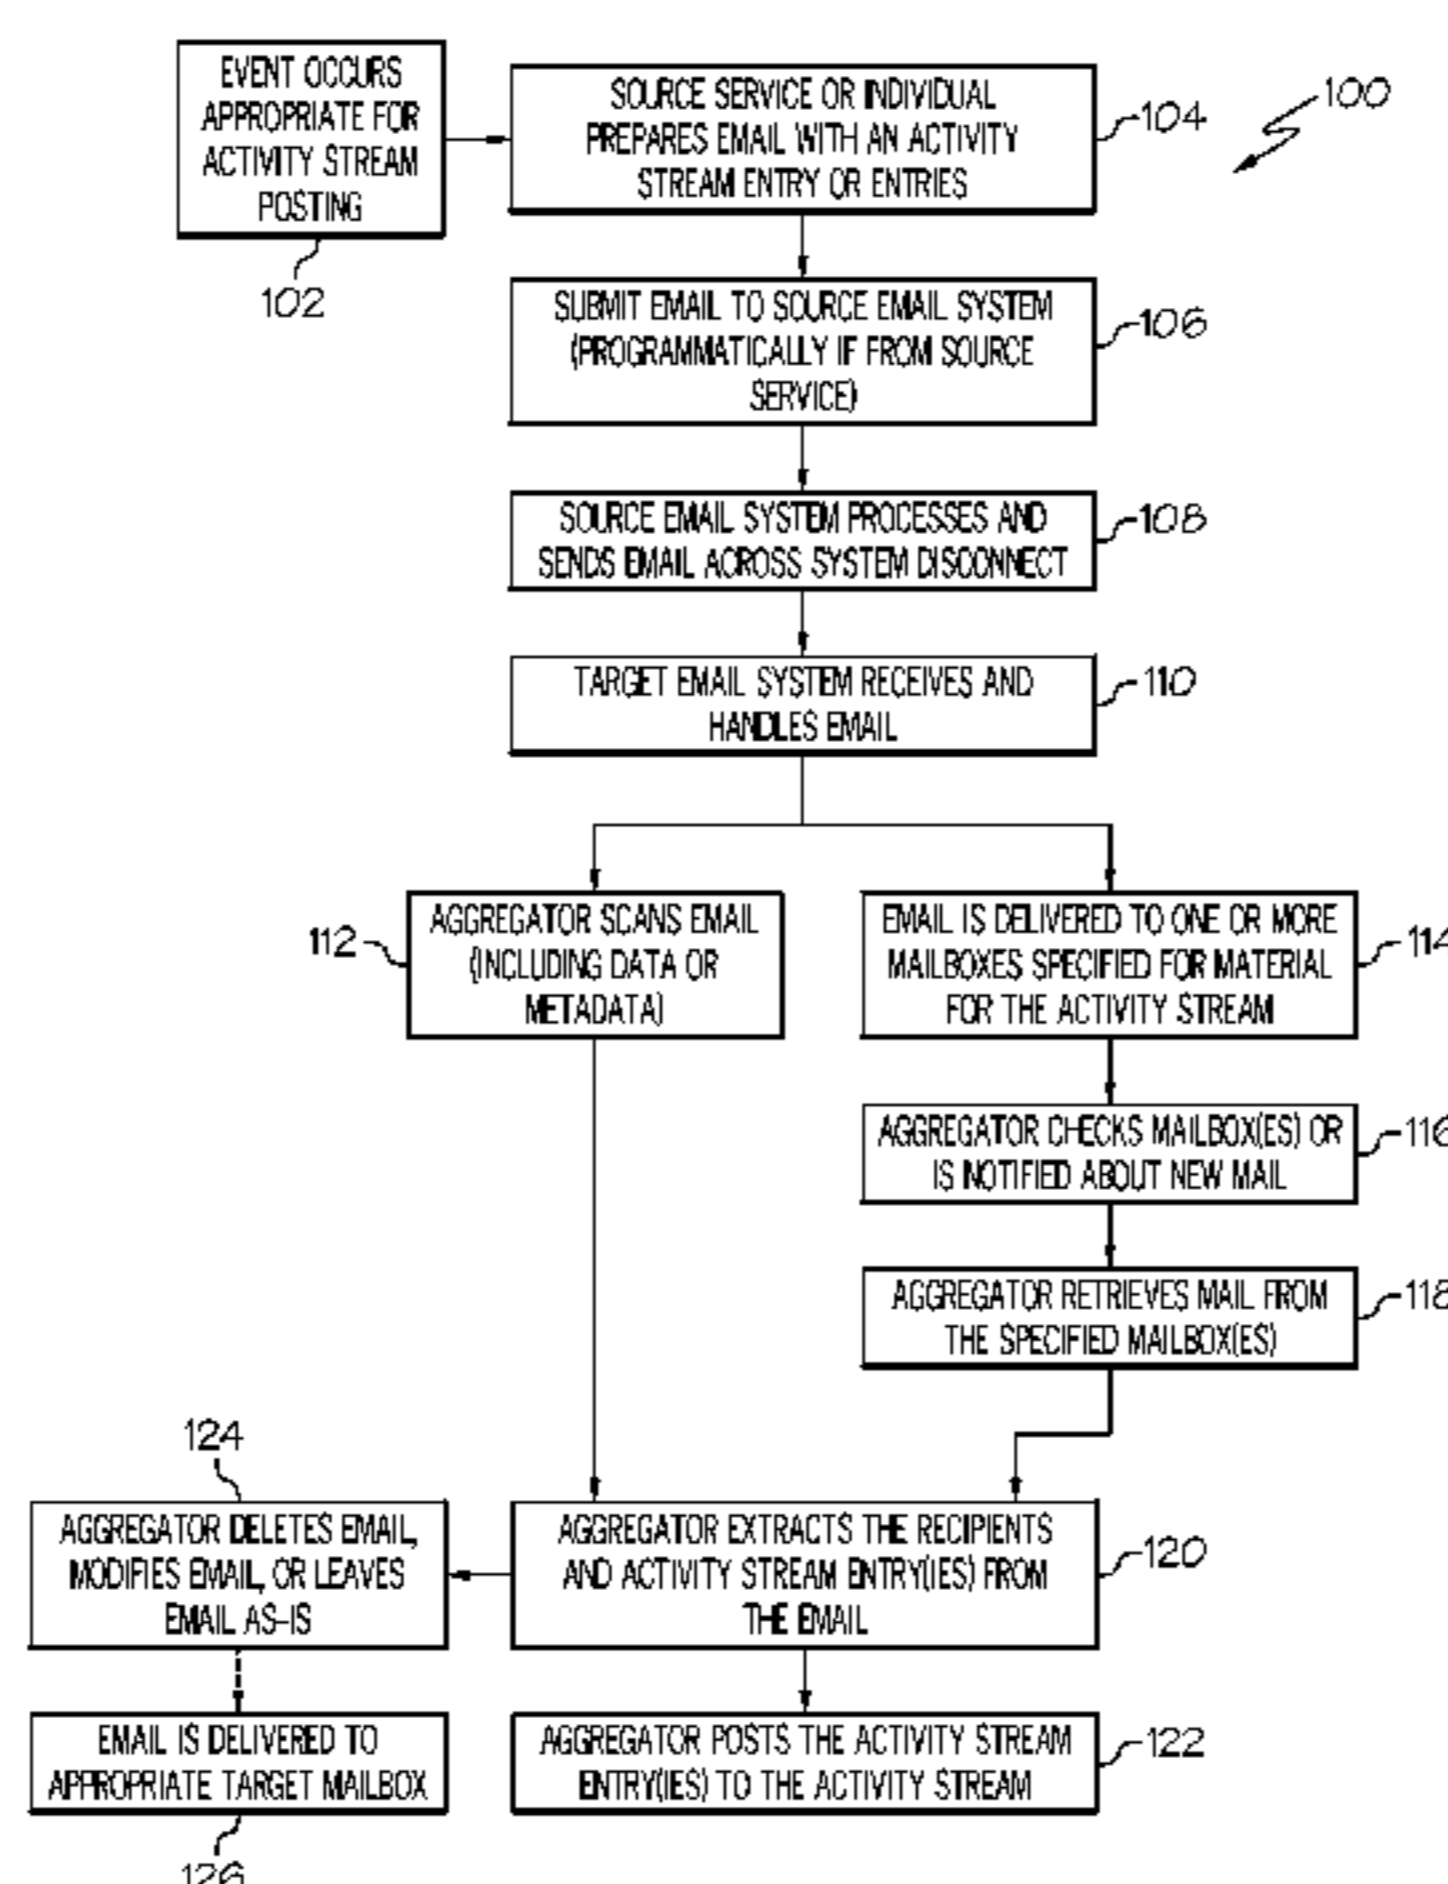 EVENT OCCURS
APPROPRIATE FOR
ACTIVITY STREAM
POSTING
102
SOURCE SERVICE OR INDIVIDUAL
PREPARES EMAIL WITH AN ACTIVITY
STREAM ENTRY OR ENTRIES
104
100
SUBMIT EMAIL TO SOURCE EMAIL SYSTEM
(PROGRAMMATICALLY IF FROM SOURCE
SERVICE)
106
SOURCE EMAIL SYSTEM PROCESSES AND
SENDS EMAIL ACROSS SYSTEM DISCONNECT
108
TARGET EMAIL SYSTEM RECEIVES AND
HANDLES EMAIL
110
112
AGGREGATOR SCANS EMAIL
(INCLUDING DATA OR
METADATA)
EMAIL IS DELIVERED TO ONE OR MORE
MAILBOXES SPECIFIED FOR MATERIAL
FOR THE ACTIVITY STREAM
114
AGGREGATOR CHECKS MAILBOX(ES) OR
IS NOTIFIED ABOUT NEW MAIL
116
AGGREGATOR RETRIEVES MAIL FROM
THE SPECIFIED MAILBOX(ES)
118
124
AGGREGATOR DELETES EMAIL,
MODIFIES EMAIL, OR LEAVES
EMAIL AS-IS
AGGREGATOR EXTRACTS THE RECIPIENTS
AND ACTIVITY STREAM ENTRY(IES) FROM
THE EMAIL
120
EMAIL IS DELIVERED TO
APPROPRIATE TARGET MAILBOX
126
AGGREGATOR POSTS THE ACTIVITY STREAM
ENTRY(IES) TO THE ACTIVITY STREAM
122